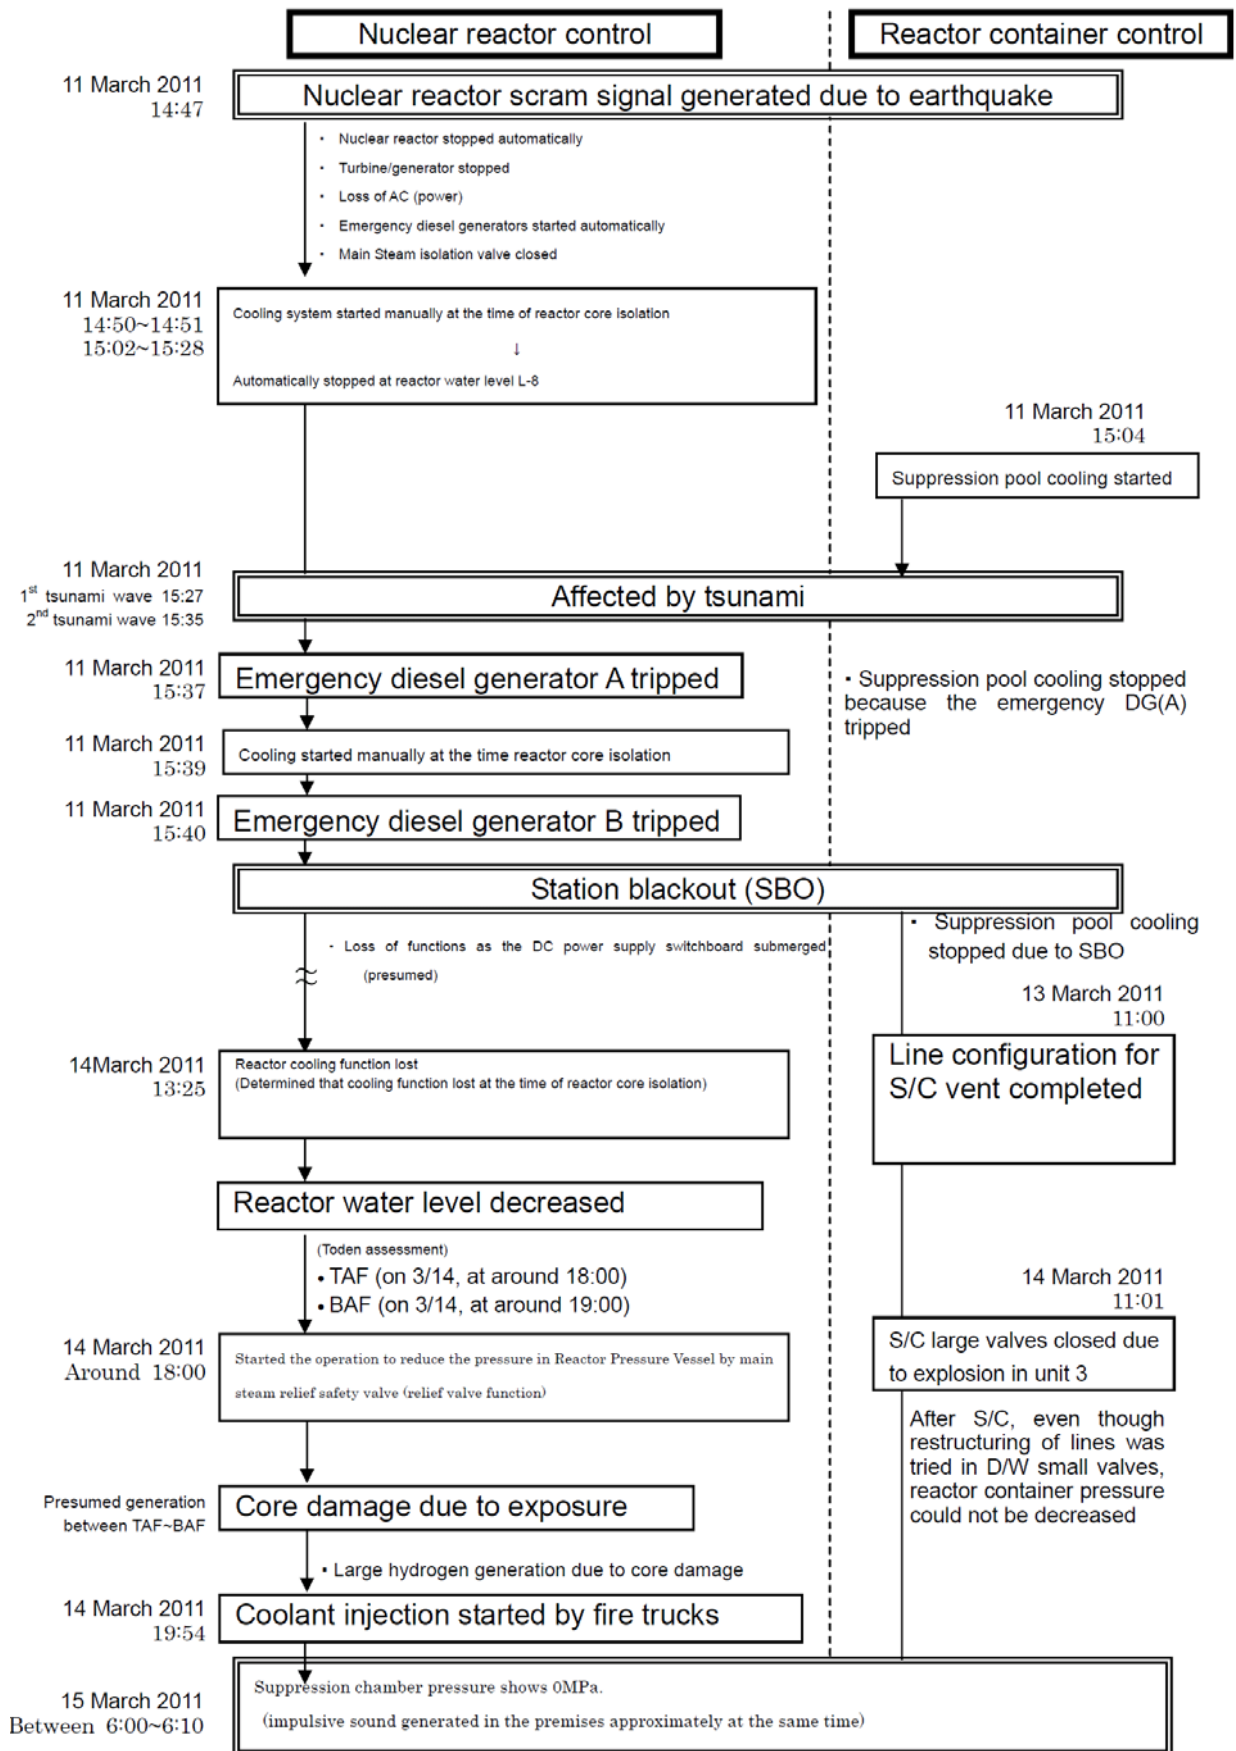 Nuclear reactor control
Reactor container control
11 March 2011
14:47
Nuclear reactor scram signal generated due to earthquake
· Nuclear reactor stopped automatically
· Turbine/generator stopped
· Loss of AC (power)
· Emergency diesel generators started automatically
· Main Steam isolation valve closed
11 March 2011
14:50~14:51
15:02~15:28
Cooling system started manually at the time of reactor core isolation
↓
Automatically stopped at reactor water level L-8
11 March 2011
15:04
Suppression pool cooling started
11 March 2011
1st tsunami wave 15:27
2nd tsunami wave 15:35
Affected by tsunami
11 March 2011
15:37
Emergency diesel generator A tripped
· Suppression pool cooling stopped
because the emergency DG(A)
tripped
11 March 2011
15:39
Cooling started manually at the time reactor core isolation
11 March 2011
15:40
Emergency diesel generator B tripped
Station blackout (SBO)
· Loss of functions as the DC power supply switchboard submerged
(presumed)
· Suppression pool cooling
stopped due to SBO
13 March 2011
11:00
Line configuration for
S/C vent completed
14March 2011
13:25
Reactor cooling function lost
(Determined that cooling function lost at the time of reactor core isolation)
Reactor water level decreased
(Toden assessment)
• TAF (on 3/14, at around 18:00)
• BAF (on 3/14, at around 19:00)
14 March 2011
11:01
S/C large valves closed due
to explosion in unit 3
14 March 2011
Around 18:00
Started the operation to reduce the pressure in Reactor Pressure Vessel by main
steam relief safety valve (relief valve function)
After S/C, even though
restructuring of lines was
tried in D/W small valves,
reactor container pressure
could not be decreased
Presumed generation
between TAF~BAF
Core damage due to exposure
· Large hydrogen generation due to core damage
14 March 2011
19:54
Coolant injection started by fire trucks
15 March 2011
Between 6:00~6:10
Suppression chamber pressure shows 0MPa.
(impulsive sound generated in the premises approximately at the same time)